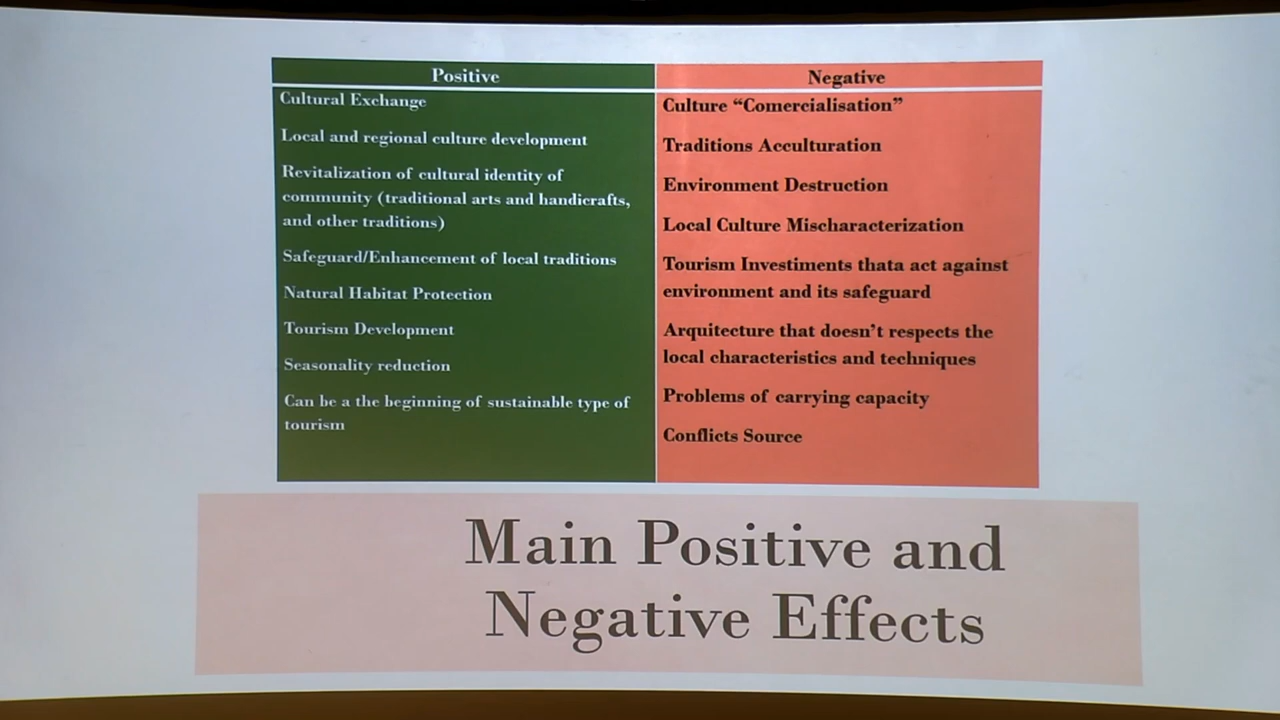 Positive
Cultural Exchange
Local and regional culture development
Revitalization of cultural identity of
community (traditional arts and handicrafts,
and other traditions)
Safeguard/Enhancement of local traditions
Natural Habitat Protection
Tourism Development
Seasonality reduction
Can be a the beginning of sustainable type of
tourism
Negative
Culture “Comercialisation”
Traditions Acculturation
Environment Destruction
Local Culture Mischaracterization
Tourism Investiments thata act against
environment and its safeguard
Arquitecture that doesn’t respects the
local characteristics and techniques
Problems of carrying capacity
Conflicts Source
Main Positive and
Negative Effects